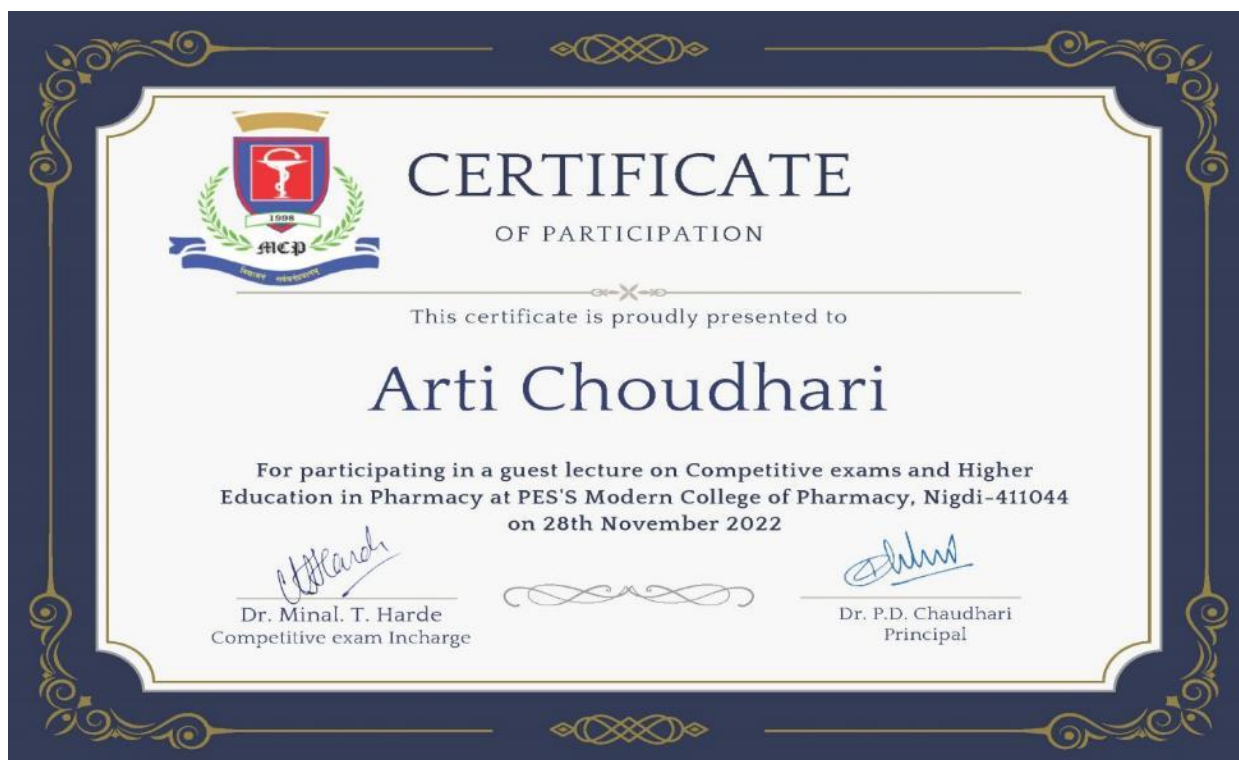 1998
MCP
CERTIFICATE
OF PARTICIPATION
This certificate is proudly presented to
Arti Choudhari
For participating in a guest lecture on Competitive exams and Higher
Education in Pharmacy at PES'S Modern College of Pharmacy, Nigdi-411044
on 28th November 2022
Dr. Minal. T. Harde
Competitive exam Incharge
Dr. P.D. Chaudhari
Principal